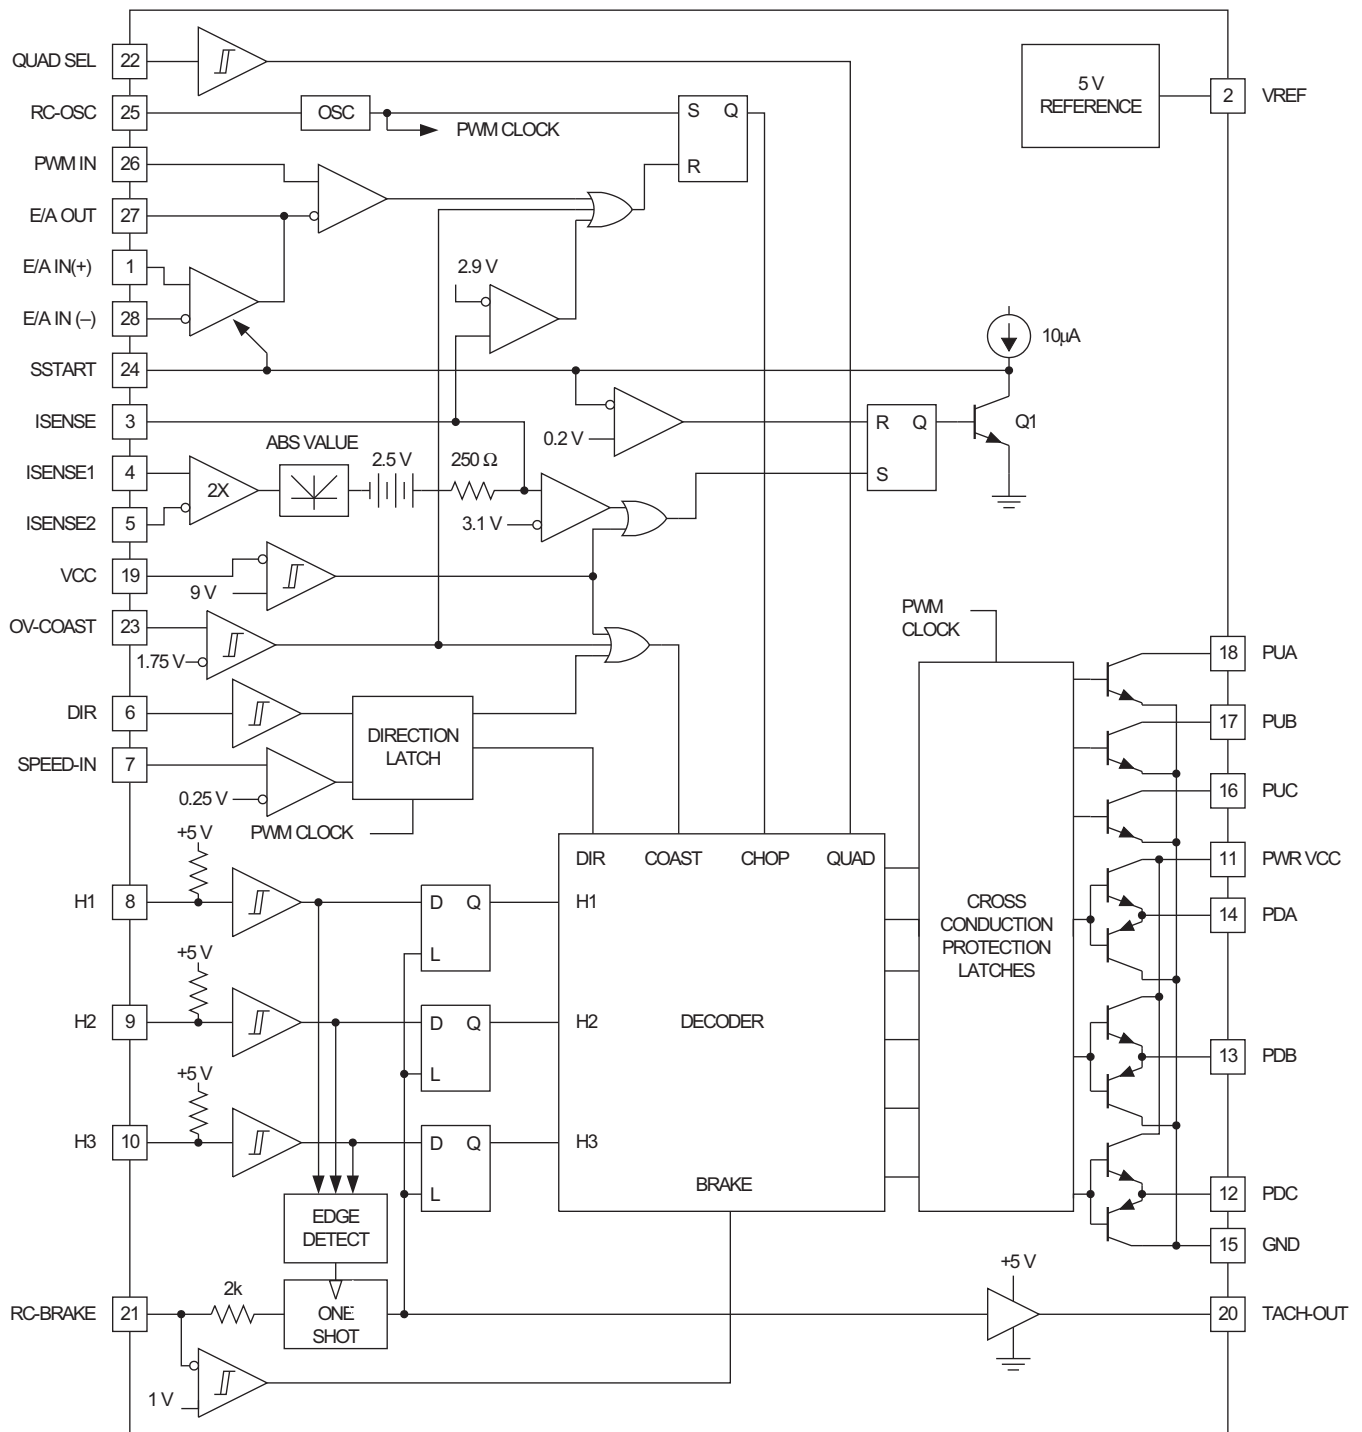 QUAD SEL 22
5 V
REFERENCE
2 VREF
RC-OSC 25
OSC
PWM CLOCK
S Q
R
PWM IN 26
E/A OUT 27
E/A IN(+) 1
E/A IN (–) 28
2.9 V
10µA
SSTART 24
ISENSE 3
0.2 V
R Q
S
Q1
ABS VALUE
ISENSE1 4
2X
2.5 V
250 Ω
3.1 V
ISENSE2 5
VCC 19
9 V
OV-COAST 23
1.75 V
PWM
CLOCK
DIR 6
DIRECTION
LATCH
SPEED-IN 7
0.25 V
PWM CLOCK
18 PUA
17 PUB
16 PUC
11 PWR VCC
14 PDA
13 PDB
12 PDC
15 GND
DIR COAST CHOP QUAD
+5 V
H1 8
D Q
L
H1
+5 V
H2 9
D Q
L
H2
DECODER
+5 V
H3 10
D Q
L
H3
BRAKE
CROSS
CONDUCTION
PROTECTION
LATCHES
EDGE
DETECT
RC-BRAKE 21
2k
ONE
SHOT
1 V
+5 V
20 TACH-OUT